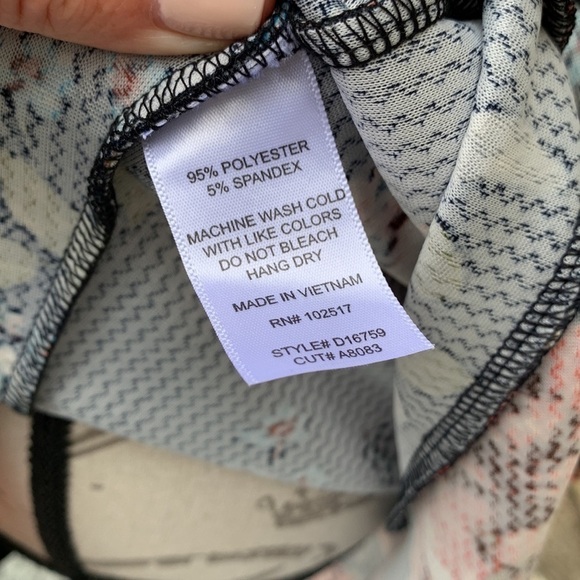 95% POLYESTER
5% SPANDEX
MACHINE WASH COLD
WITH LIKE COLORS
DO NOT BLEACH
HANG DRY
MADE IN VIETNAM
RN# 102517
STYLE# D16759
CUT# A8083